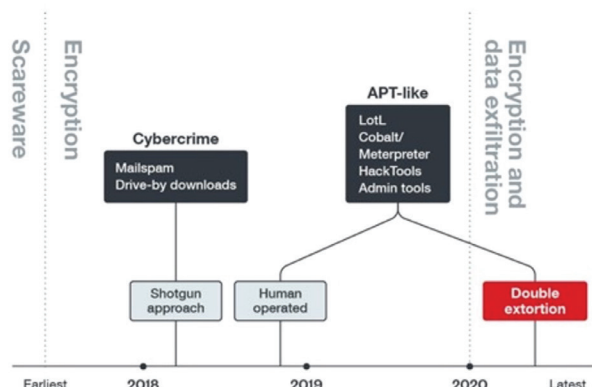 Scareware
Encryption
Encryption and
data exfiltration
APT-like
LotL
Cobalt/
Meterpreter
HackTools
Admin tools
Cybercrime
Mailspam
Drive-by downloads
Shotgun
approach
Human
operated
Double
extortion
Earliest
2018
2019
2020
Latest